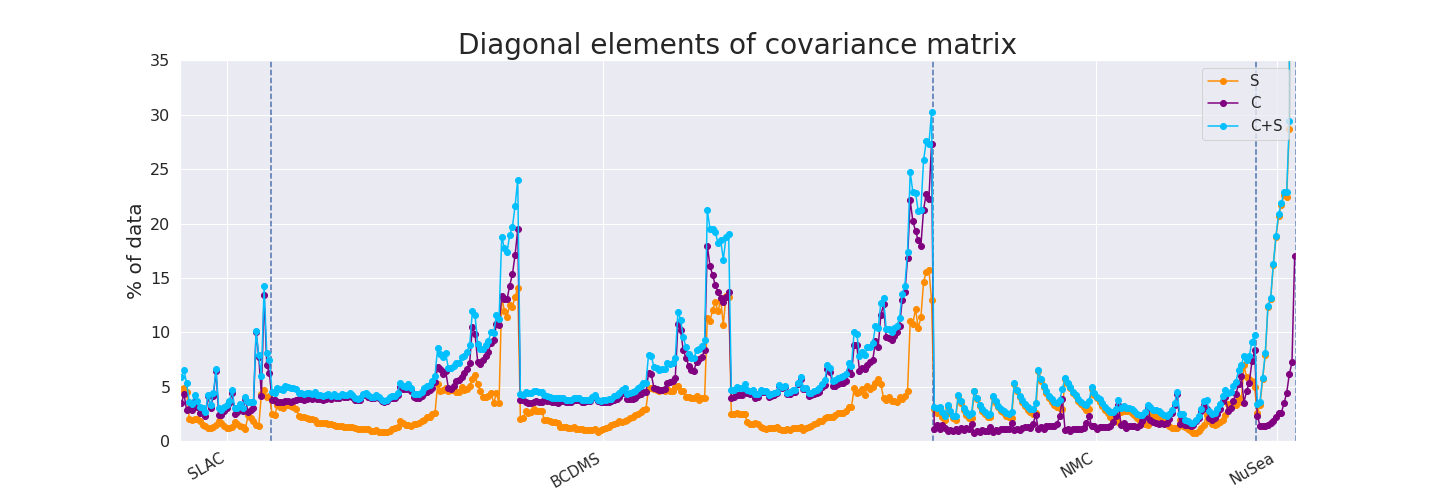 Diagonal elements of covariance matrix
% of data
35
30
25
20
15
10
5
0
S
C
C+S
SLAC
BCDMS
NMC
NuSea